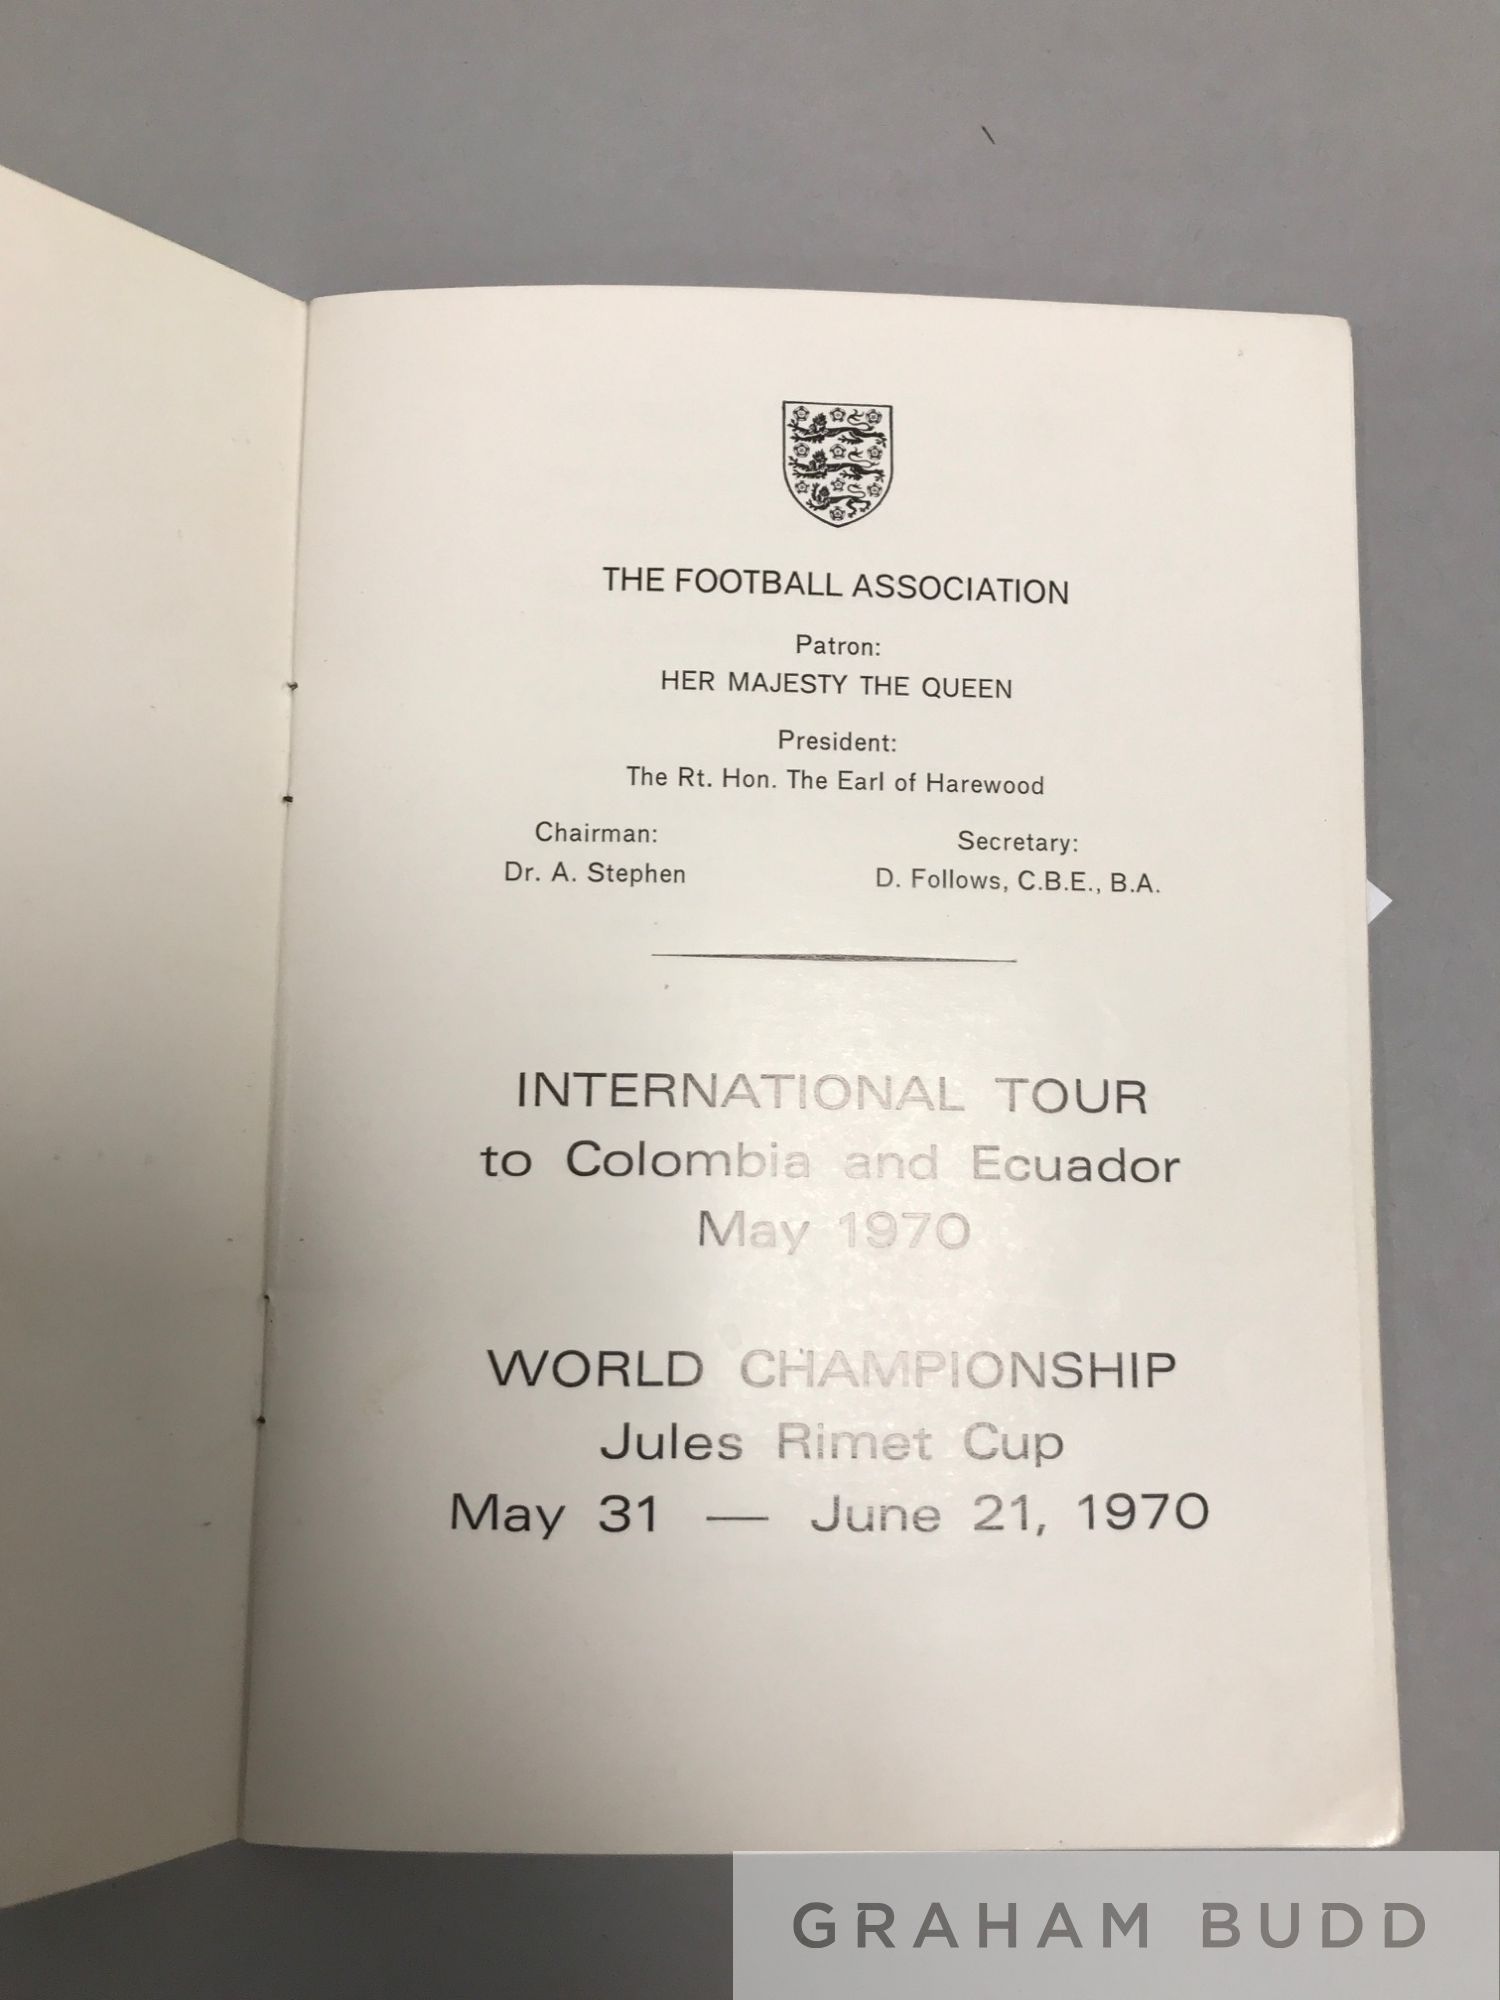 THE FOOTBALL ASSOCIATION
Patron:
HER MAJESTY THE QUEEN
President:
The Rt. Hon. The Earl of Harewood
Chairman:
Dr. A. Stephen
Secretary:
D. Follows, C.B.E., B.A.
INTERNATIONAL TOUR
to Colombia and Ecuador
May 1970
WORLD CHAMPIONSHIP
Jules Rimet Cup
May 31 — June 21, 1970
GRAHAM BUDD